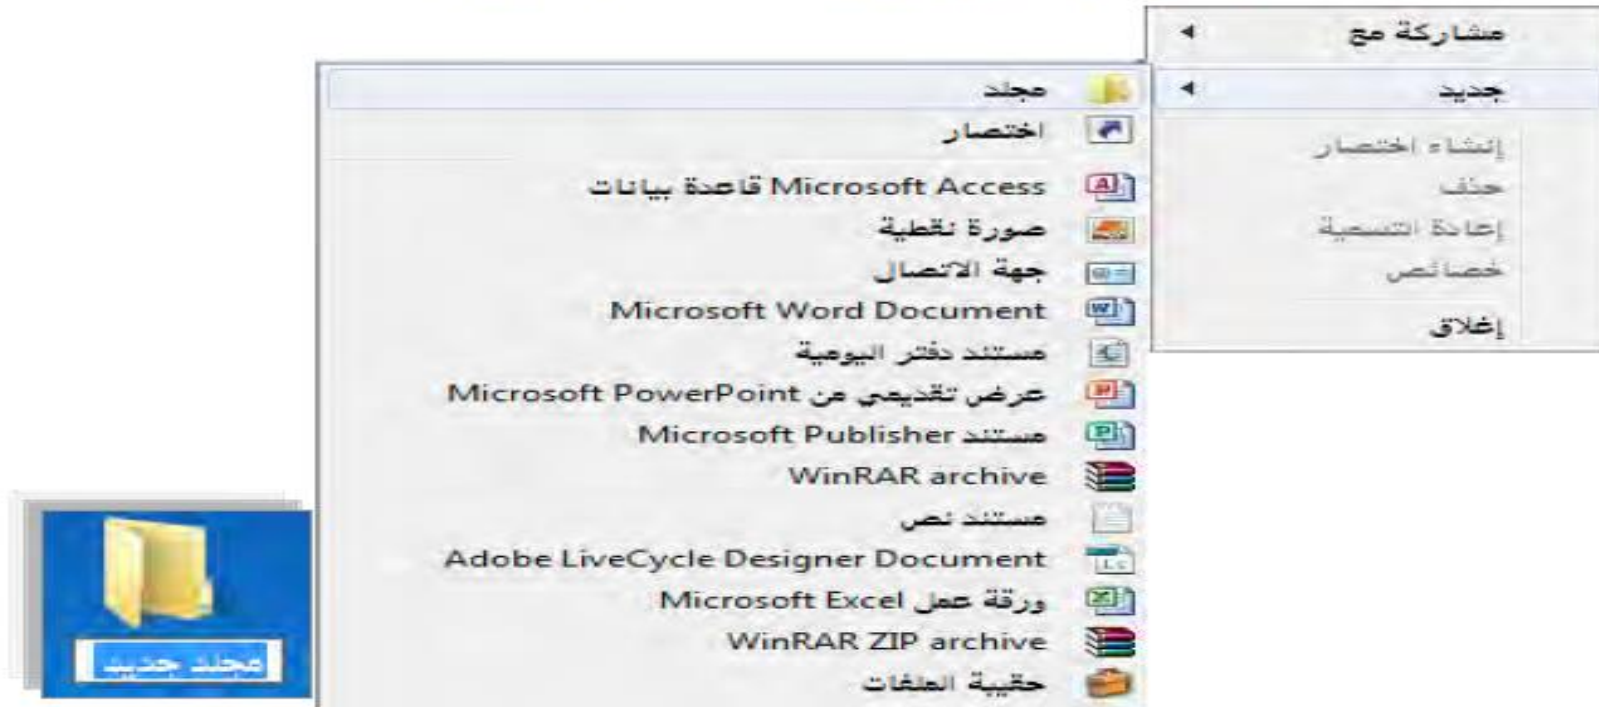 مشاركة مع
جديد
إنشاء اختصار
حذف
إعادة التسمية
خصائص
إغلاق
مجلد
اختصار
Microsoft Access قاعدة بيانات
صورة نقطية
جهة الاتصال
Microsoft Word Document
مستند دفتر اليومية
عرض تقديمي من Microsoft PowerPoint
مستند Microsoft Publisher
WinRAR archive
مستند نص
Adobe LiveCycle Designer Document
ورقة عمل Microsoft Excel
WinRAR ZIP archive
حقيبة الملفات
مجلد جديد